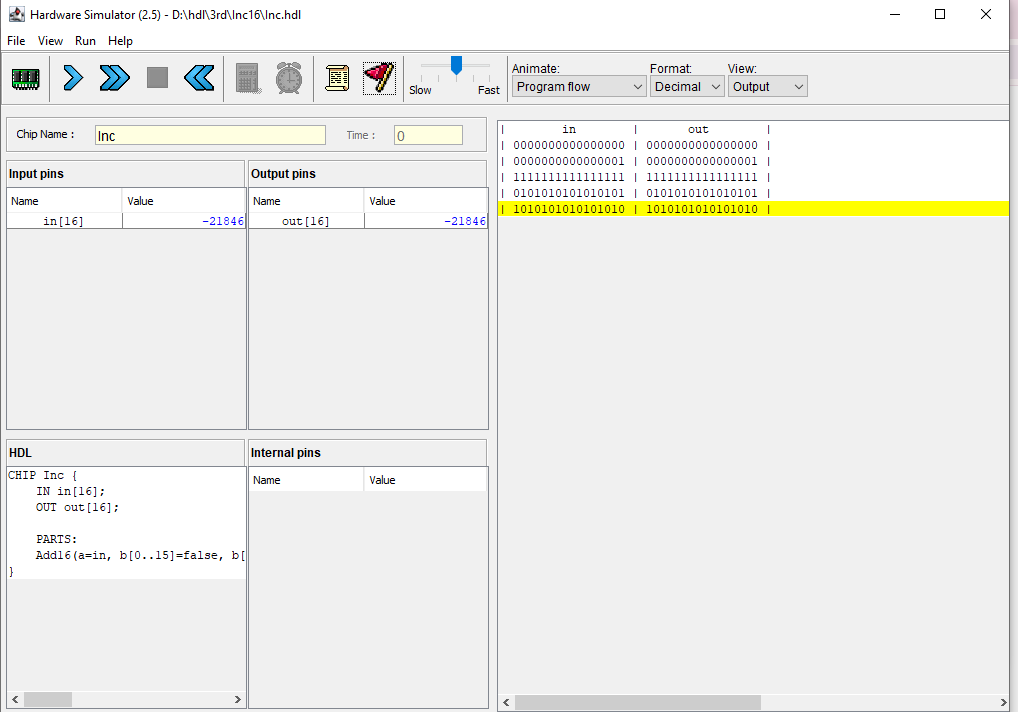 Hardware Simulator (2.5) - D:\hdl\3rd\Inc16\Inc.hdl
File View Run Help
Slow Fast
Animate: Format: View:
Program flow Decimal Output
Chip Name : Inc Time : 0
Input pins Output pins
Name Value Name Value
in[16] -21846 out[16] -21846
HDL Internal pins
Name Value
CHIP Inc {
IN in[16];
OUT out[16];
PARTS:
Add16(a=in, b[0..15]=false, b[
}
| in | out |
| 0000000000000000 | 0000000000000000 |
| 0000000000000001 | 0000000000000001 |
| 1111111111111111 | 1111111111111111 |
| 0101010101010101 | 0101010101010101 |
| 1010101010101010 | 1010101010101010 |